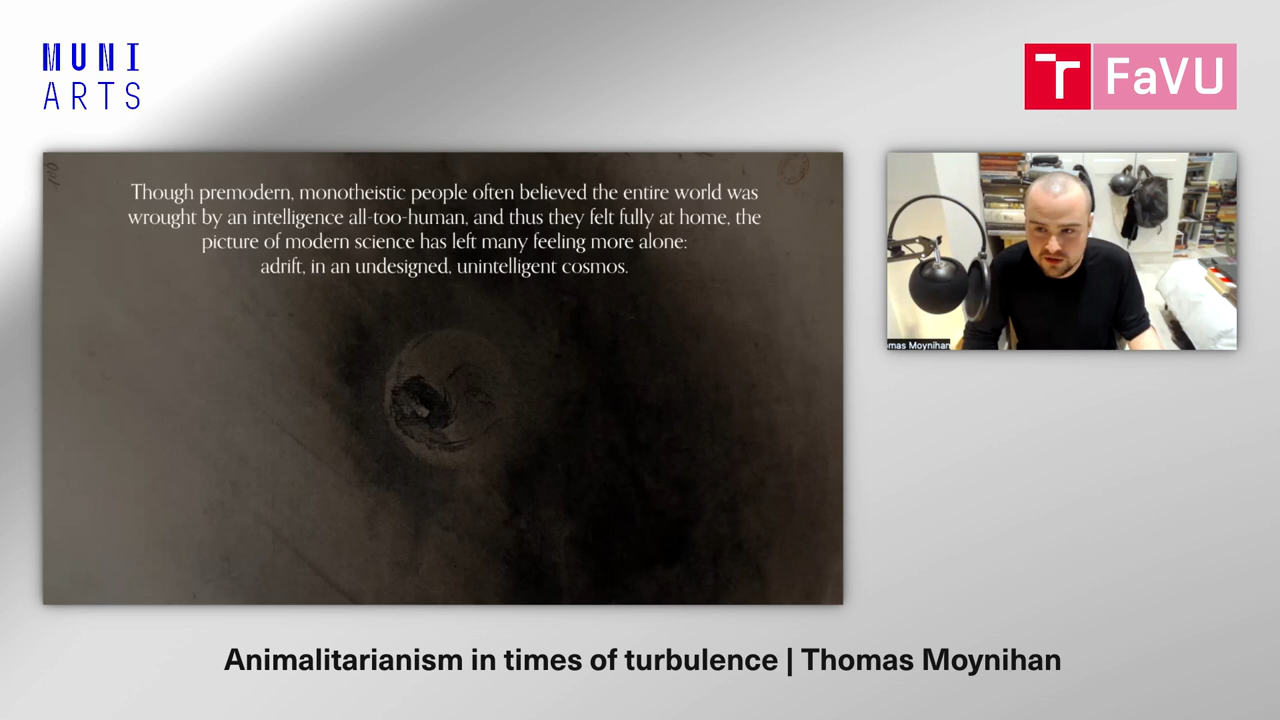 MUNI
ARTS
FaVU
Though premodern, monotheistic people often believed the entire world was
wrought by an intelligence all-too-human, and thus they felt fully at home, the
picture of modern science has left many feeling more alone:
adrift, in an undesigned, unintelligent cosmos.
omas Moynihan
Animalitarianism in times of turbulence | Thomas Moynihan